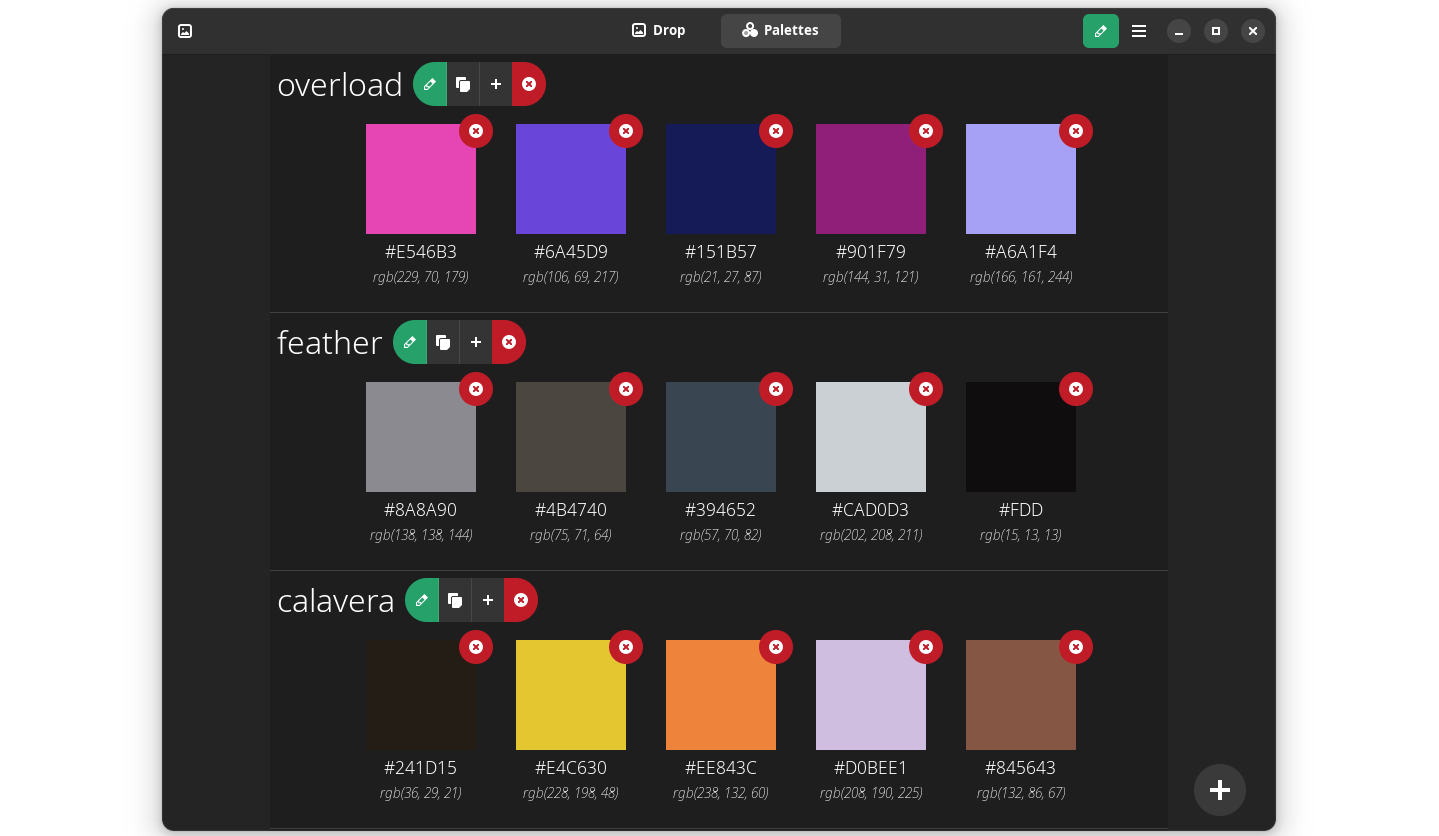 Drop Palettes
overload
#E546B3 #6A45D9 #151B57 #901F79 #A6A1F4
rgb(229, 70, 179) rgb(106, 69, 217) rgb(21, 27, 87) rgb(144, 31, 121) rgb(166, 161, 244)
feather
#8A8A90 #4B4740 #394652 #CAD0D3 #FDD
rgb(138, 138, 144) rgb(75, 71, 64) rgb(57, 70, 82) rgb(202, 208, 211) rgb(15, 13, 13)
calavera
#241D15 #E4C630 #EE843C #D0BEE1 #845643
rgb(36, 29, 21) rgb(228, 198, 48) rgb(238, 132, 60) rgb(208, 190, 225) rgb(132, 86, 67)